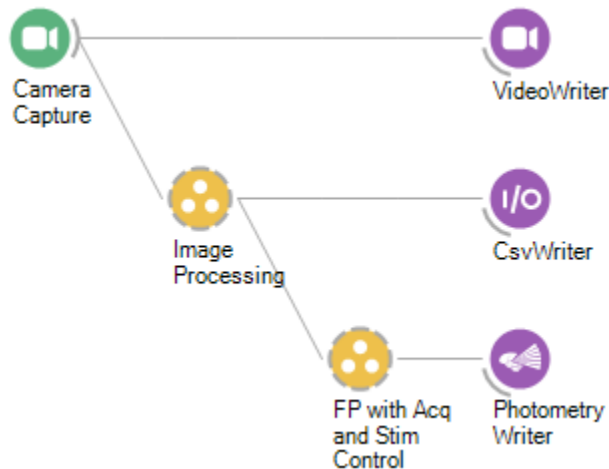 Camera
Capture
VideoWriter
Image
Processing
I/O
CsvWriter
FP with Acq
and Stim
Control
Photometry
Writer